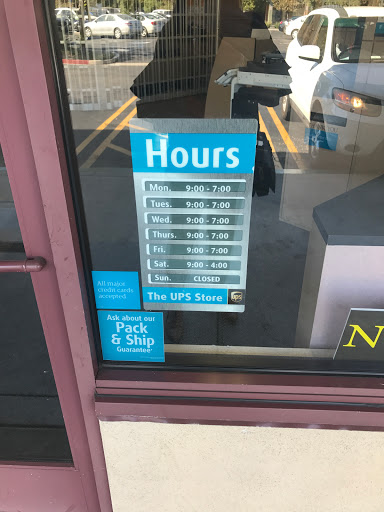 Hours
Mon. 9:00 - 7:00
Tues. 9:00 - 7:00
Wed. 9:00 - 7:00
Thurs. 9:00 - 7:00
Fri. 9:00 - 7:00
Sat. 9:00 - 4:00
Sun. CLOSED
The UPS Store ups
All major
credit cards
accepted.
Ask about our
Pack
& Ship
Guarantee
N